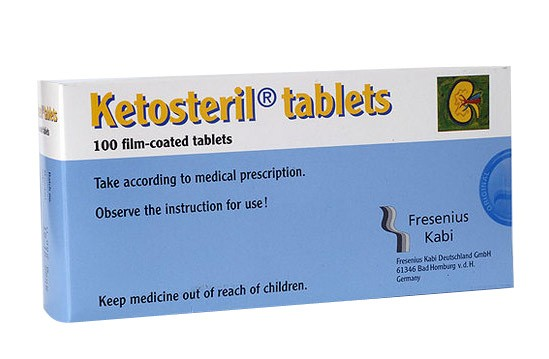 Ketosteril® tablets
100 film-coated tablets
Take according to medical prescription.
Observe the instruction for use!
Fresenius
Kabi
Fresenius Kabi Deutschland GmbH
61346 Bad Homburg v. d. H.
Germany
Keep medicine out of reach of children.
ORIGINAL